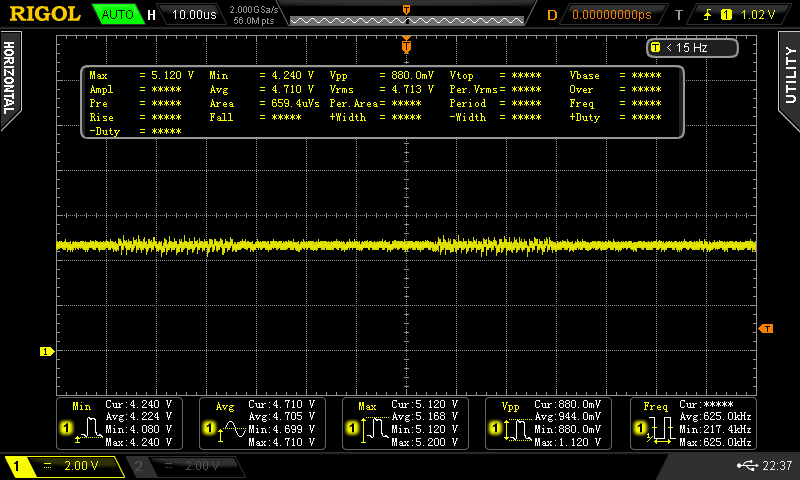 RIGOL AUTO H 10.00us 2.000GSa/s 56.0M pts T D 0.00000000ps T 1 1.02 V
T < 15 Hz
HORIZONTAL
UTILITY
Max = 5.120 V Min = 4.240 V Vpp = 880.0mV Vtop = ***** Vbase = *****
Ampl = ***** Avg = 4.710 V Vrms = 4.713 V Per.Vrms= ***** Over = *****
Pre = ***** Area = 659.4uVs Per.Area= ***** Period = ***** Freq = *****
Rise = ***** Fall = ***** +Width = ***** -Width = ***** +Duty = *****
-Duty = *****
T
1
Min Cur:4.240 V
Avg:4.224 V
1 Min:4.080 V
Max:4.240 V
Avg Cur:4.710 V
Avg:4.705 V
1 Min:4.699 V
Max:4.710 V
Max Cur:5.120 V
Avg:5.168 V
1 Min:5.120 V
Max:5.200 V
Vpp Cur:880.0mV
Avg:944.0mV
1 Min:880.0mV
Max:1.120 V
Freq Cur:*****
Avg:625.0kHz
1 Min:217.4kHz
Max:625.0kHz
1 2.00 V 2 2.00 V 22:37